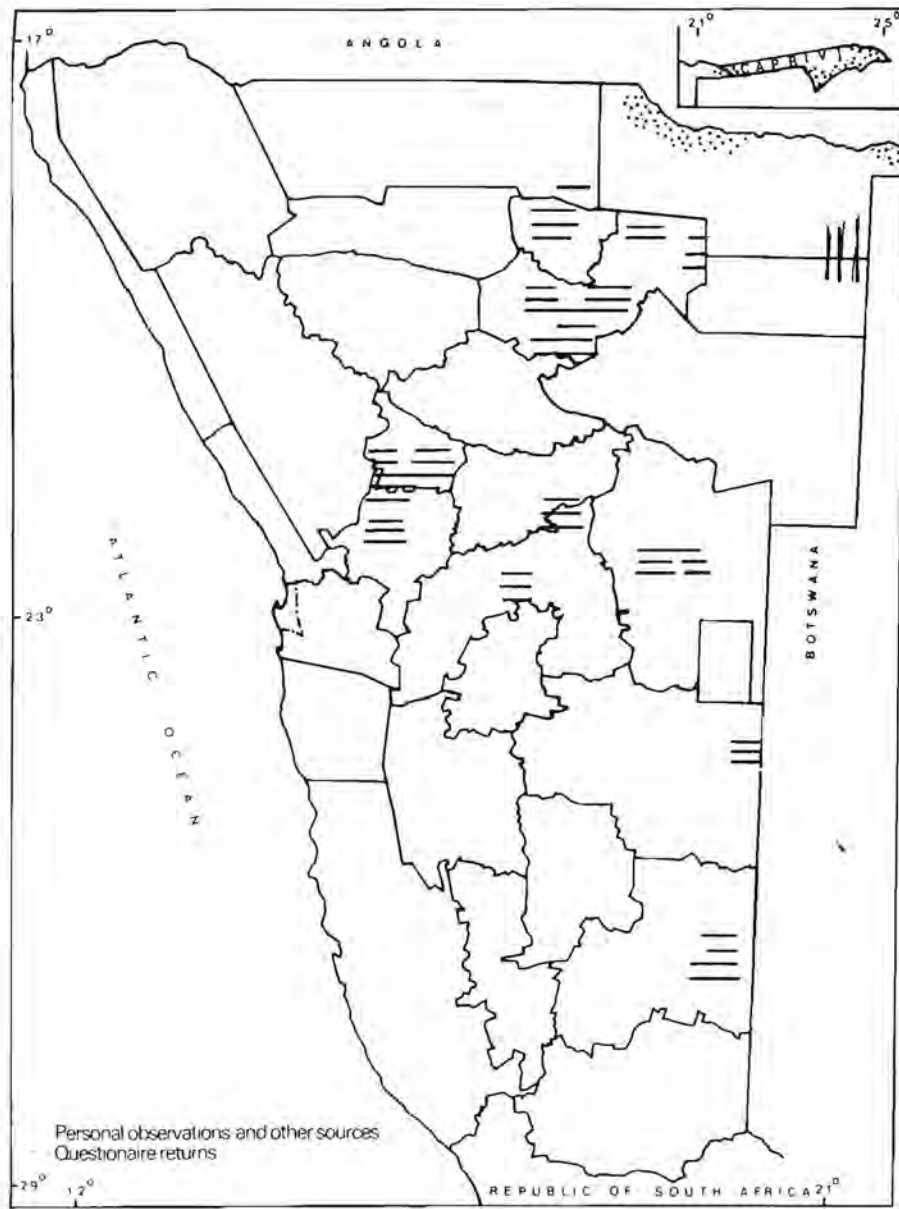 ANGOLA
21° 25°
17°
CAPRIVI
ATLANTIC OCEAN
23°
BOTSWANA
Personal observations and other sources
Questionaire returns
29° 12°
REPUBLIC OF SOUTH AFRICA 21°